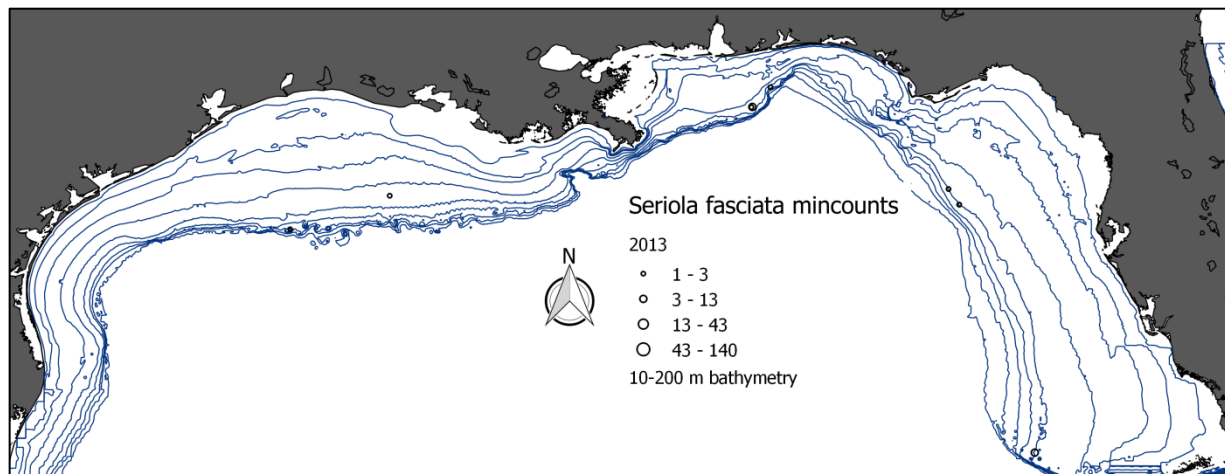 Seriola fasciata mincounts
2013
N
1 - 3
3 - 13
13 - 43
43 - 140
10-200 m bathymetry